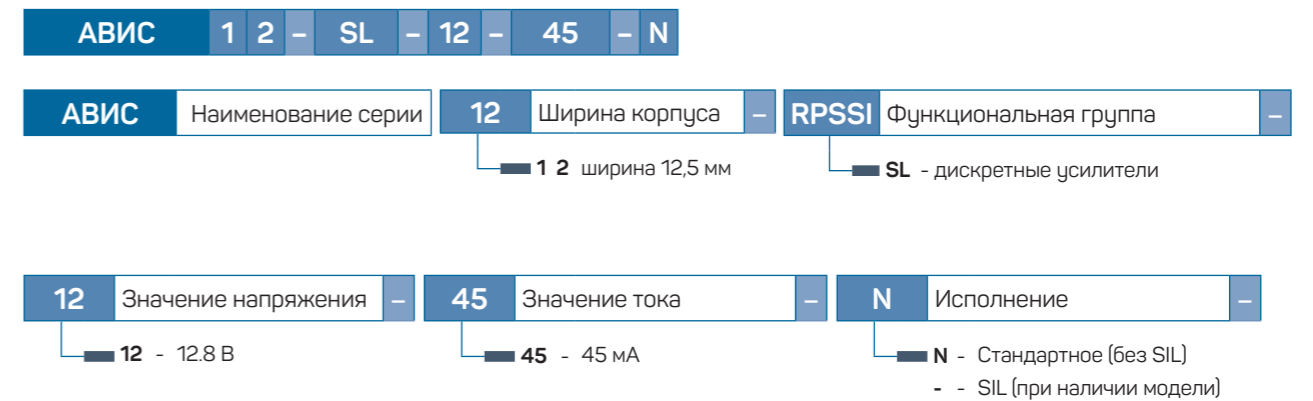 АВИС 1 2 – SL – 12 – 45 – N
АВИС Наименование серии 12 Ширина корпуса – RPSSI Функциональная группа –
1 2 ширина 12,5 мм SL - дискретные усилители
12 Значение напряжения – 45 Значение тока – N Исполнение –
12 - 12.8 В 45 - 45 мА N - Стандартное (без SIL)
- - SIL (при наличии модели)